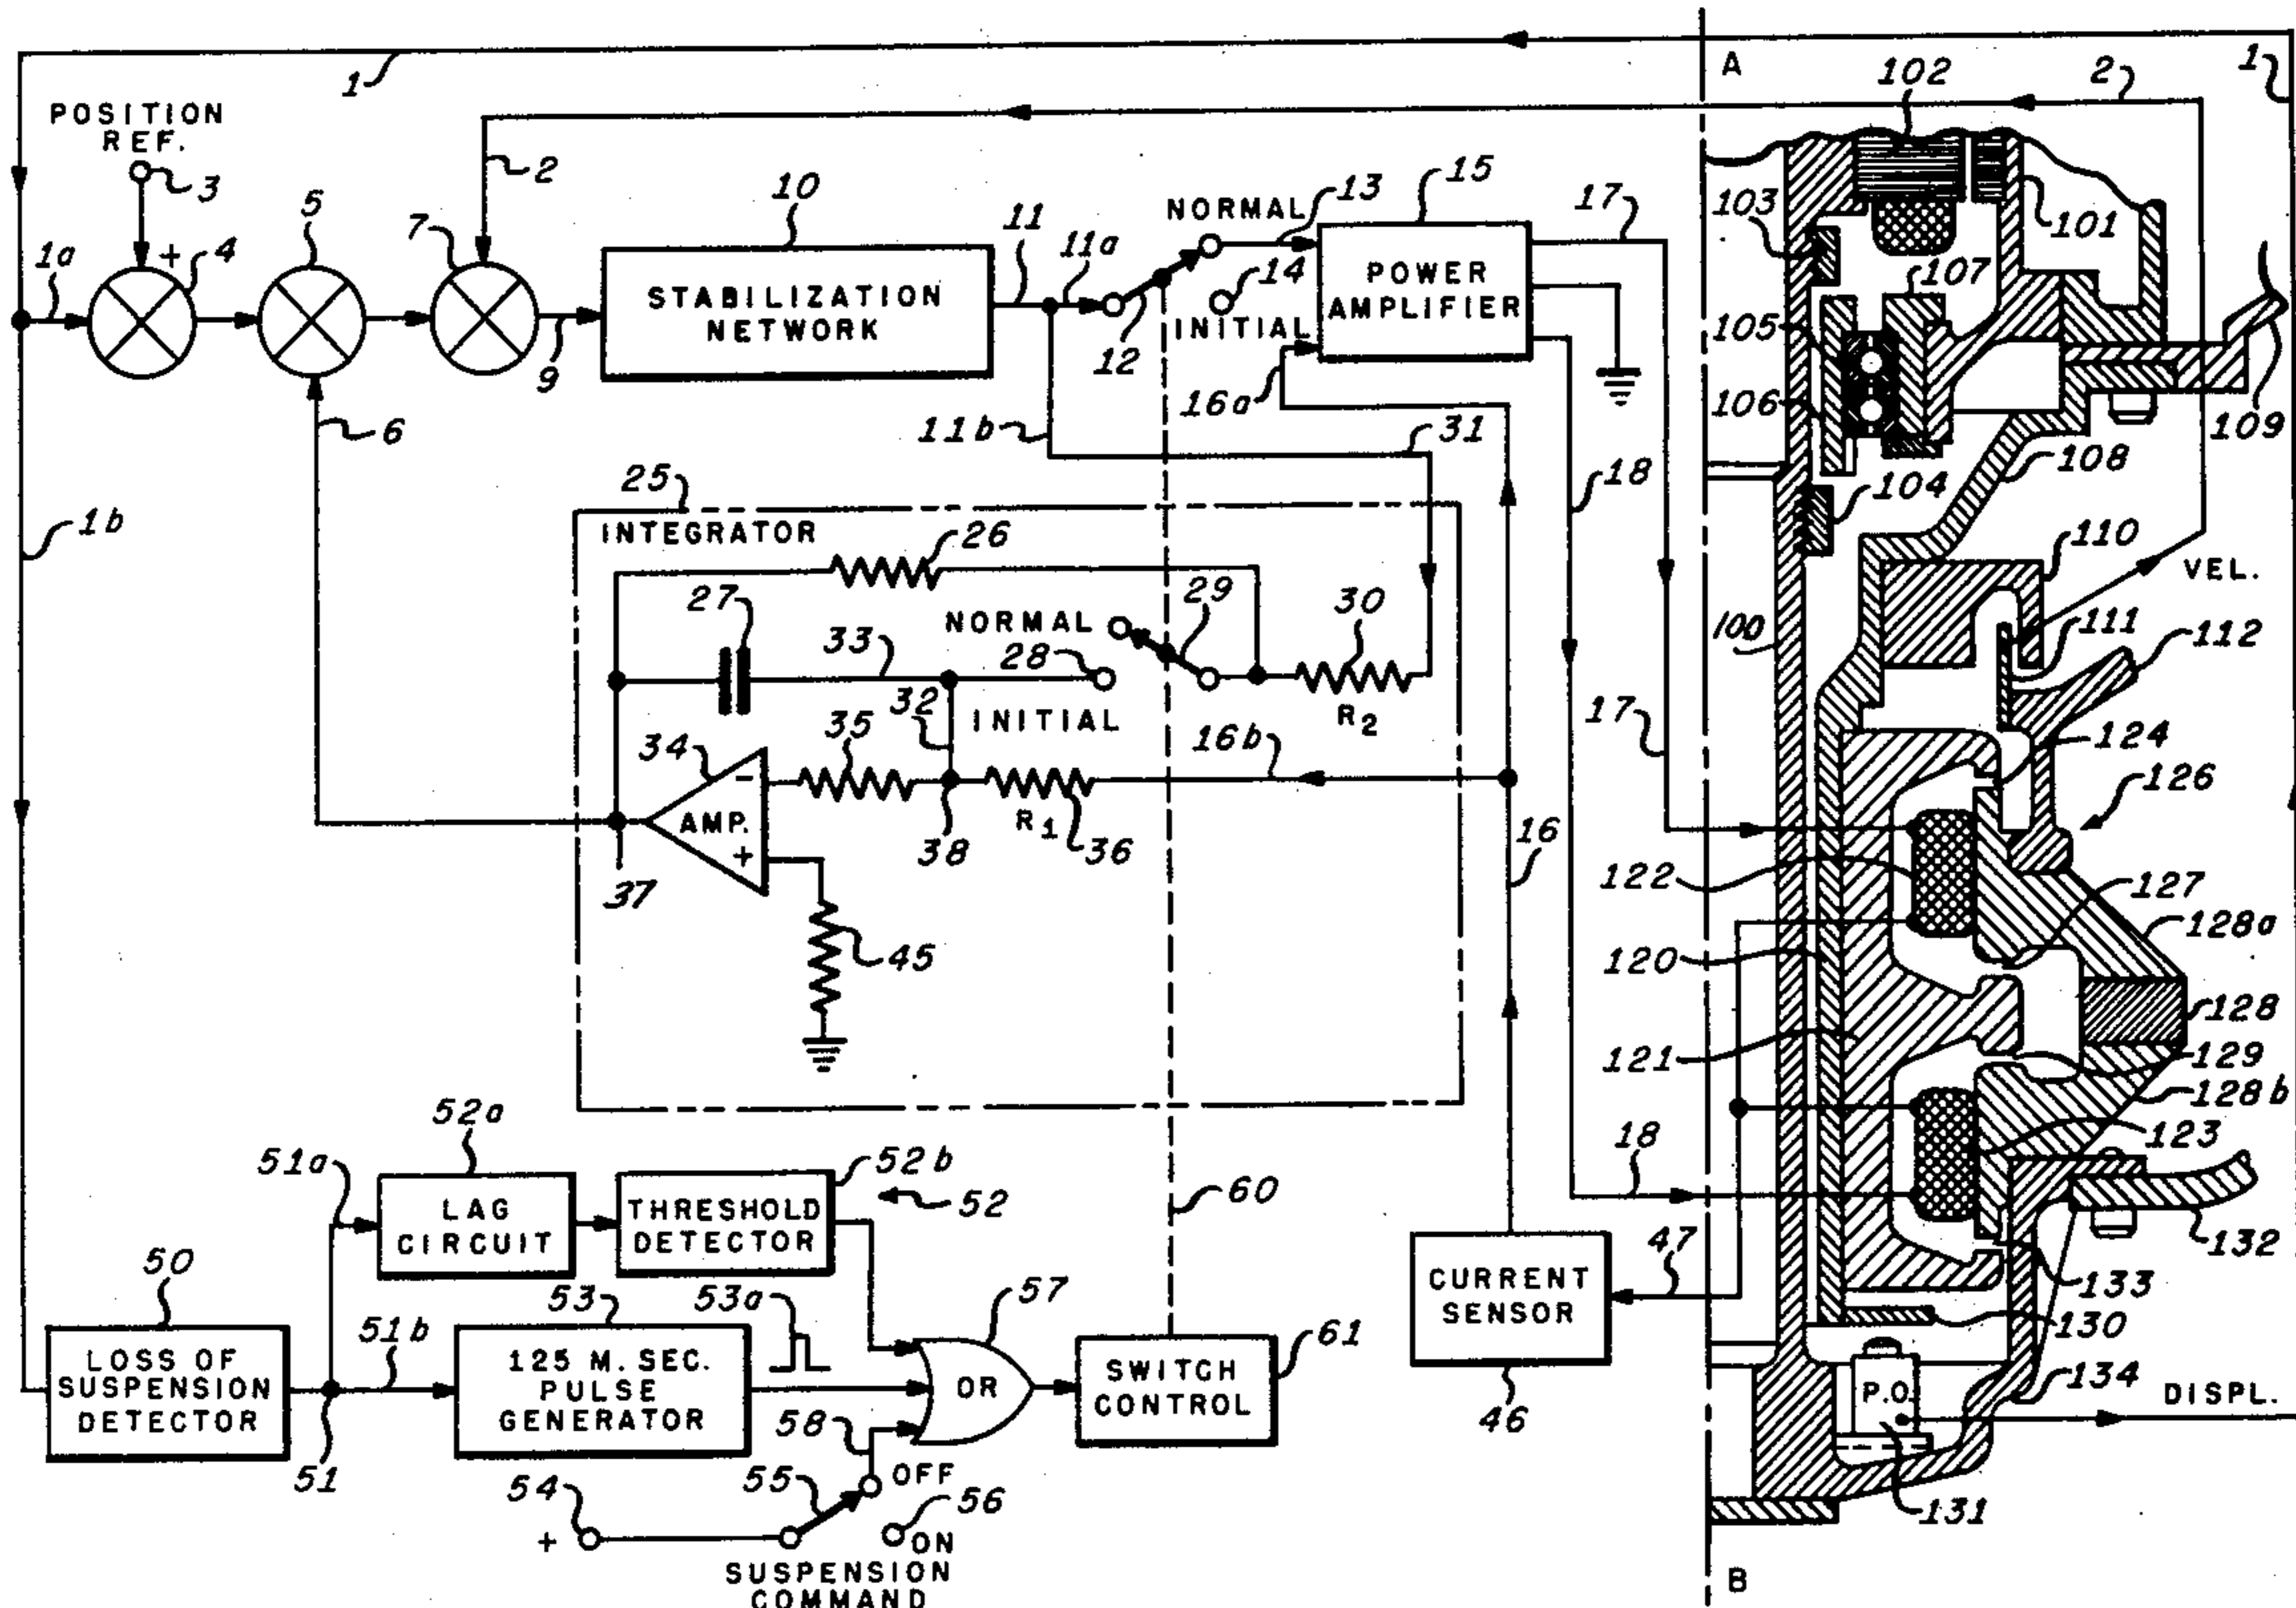 1
A
102
2
1
POSITION
REF.
3
2
10
NORMAL
13
15
17
103
101
1a
+
4
5
7
STABILIZATION
NETWORK
11
11a
14
INITIAL
12
POWER
AMPLIFIER
107
105
106
9
16a
109
6
11b
31
18
108
104
25
INTEGRATOR
26
1b
110
VEL.
27
NORMAL
29
30
100
111
112
33
28
32
INITIAL
R2
17
124
34
35
16b
126
-
AMP.
+
R1
38
36
16
37
122
127
128a
45
120
128
121
129
128b
52a
123
51a
52b
52
60
18
LAG
CIRCUIT
THRESHOLD
DETECTOR
47
132
50
53
53a
57
CURRENT
SENSOR
133
51b
61
130
LOSS OF
SUSPENSION
DETECTOR
125 M. SEC.
PULSE
GENERATOR
OR
SWITCH
CONTROL
P.O.
134
DISPL.
46
58
51
OFF
54
55
56
131
+
ON
SUSPENSION
COMMAND
B